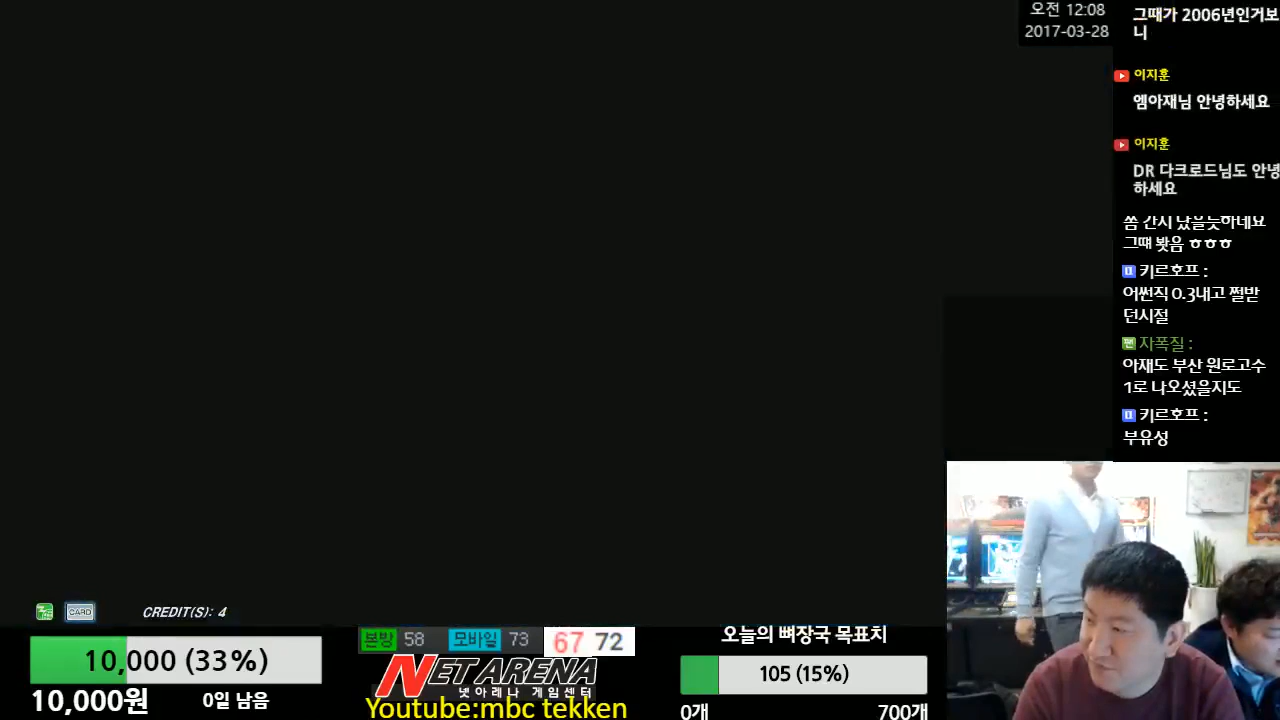 오전 12:08
2017-03-28
그때가 2006년인거보
니
이지훈
엠아재님 안녕하세요
이지훈
DR 다크로드님도 안녕
하세요
쫌 간지 났을듯하네요
그때 봣음 ㅎㅎㅎ
키르호프 :
어썬직 0.3내고 쩔받
던시절
팬 자폭질 :
아재도 부산 원로고수
1로 나오셨을지도
키르호프 :
부유성
CARD
CREDIT(S): 4
10,000 (33%)
10,000원
0일 남음
본방 58 모바일 73 67 72
NET ARENA
넷아레나 게임센터
Youtube:mbc tekken
오늘의 뼈장국 목표치
105 (15%)
0개
700개